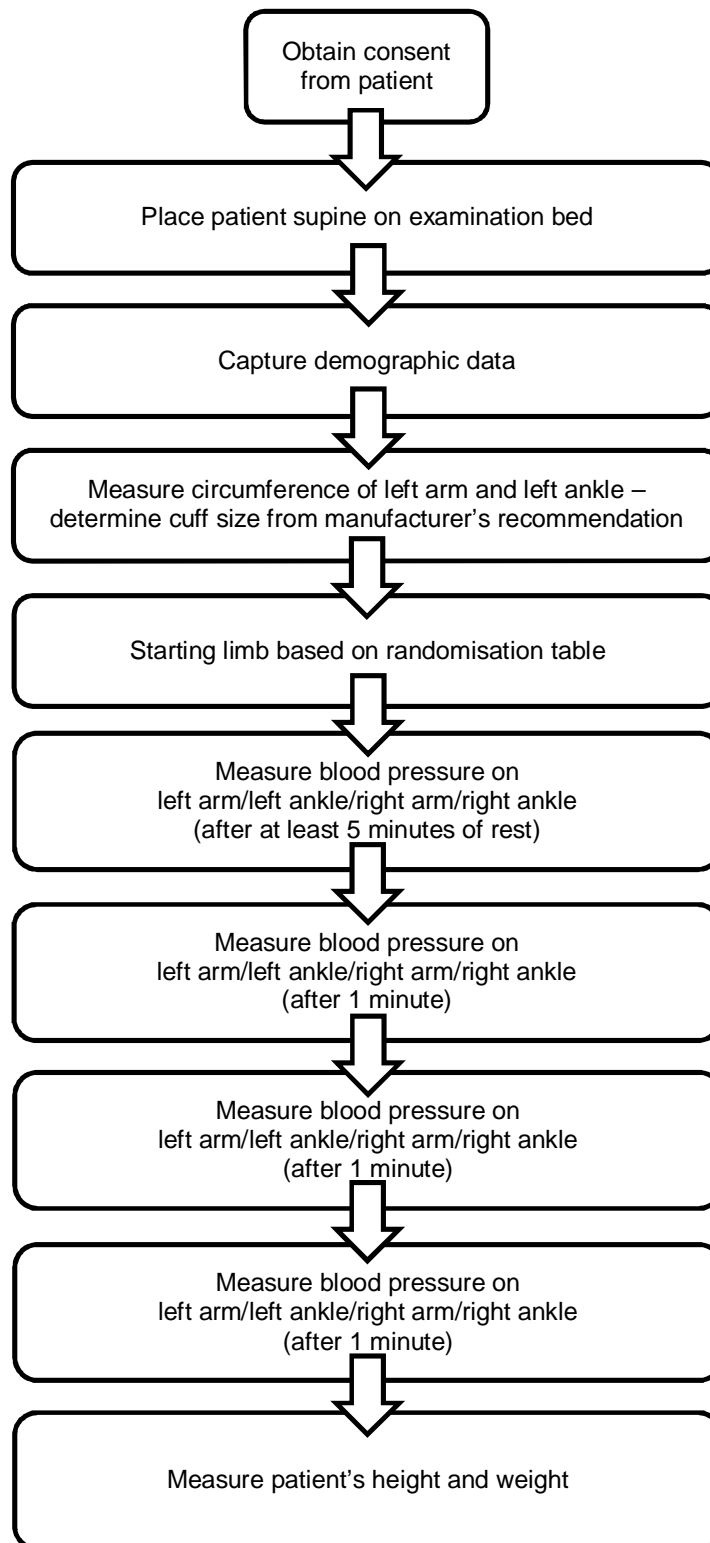 Obtain consent
from patient
Place patient supine on examination bed
Capture demographic data
Measure circumference of left arm and left ankle –
determine cuff size from manufacturer's recommendation
Starting limb based on randomisation table
Measure blood pressure on
left arm/left ankle/right arm/right ankle
(after at least 5 minutes of rest)
Measure blood pressure on
left arm/left ankle/right arm/right ankle
(after 1 minute)
Measure blood pressure on
left arm/left ankle/right arm/right ankle
(after 1 minute)
Measure blood pressure on
left arm/left ankle/right arm/right ankle
(after 1 minute)
Measure patient's height and weight